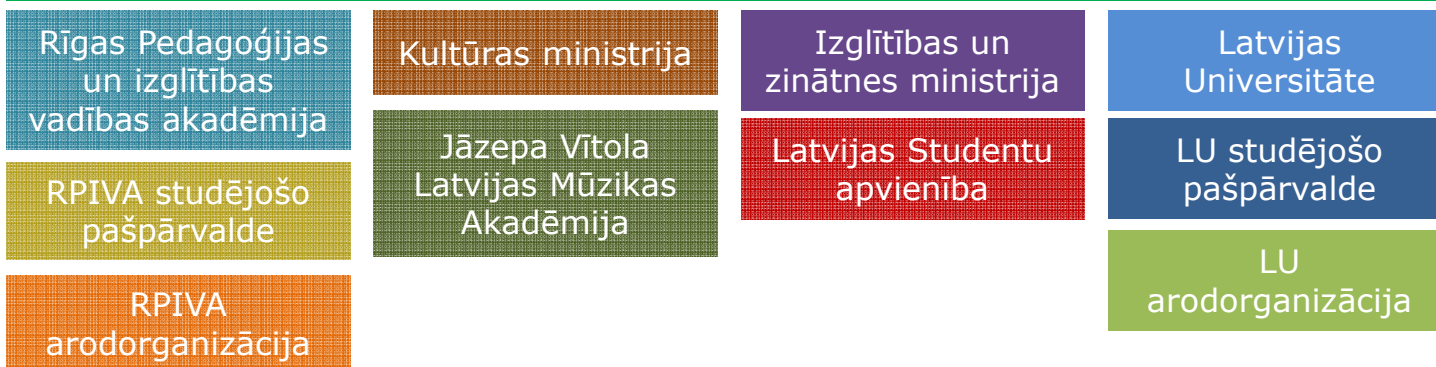 Rīgas Pedagoģijas
un izglītības
vadības akadēmija
RPIVA studējošo
pašpārvalde
RPIVA
arodorganizācija
Kultūras ministrija
Jāzepa Vītola
Latvijas Mūzikas
Akadēmija
Izglītības un
zinātnes ministrija
Latvijas Studentu
apvienība
Latvijas
Universitāte
LU studējošo
pašpārvalde
LU
arodorganizācija